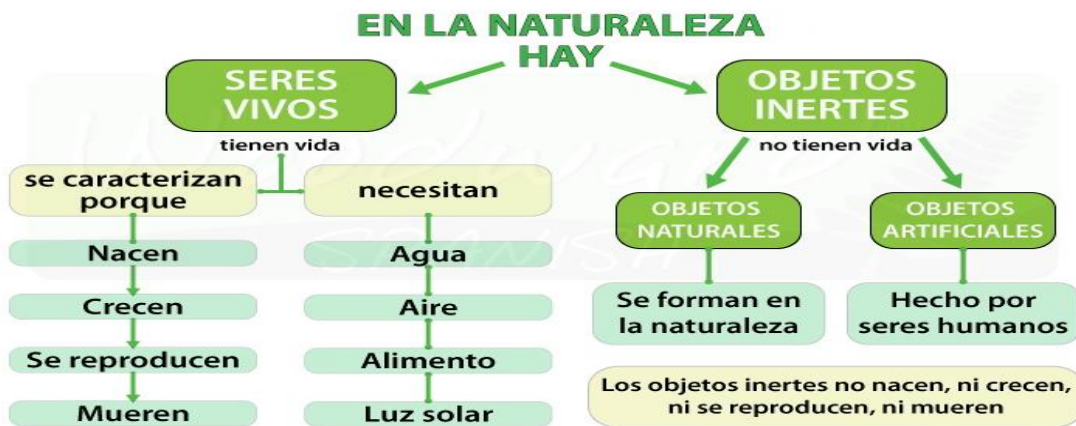 EN LA NATURALEZA
HAY
SERES
VIVOS
tienen vida
se caracterizan
porque
Nacen
Crecen
Se reproducen
Mueren
necesitan
Agua
Aire
Alimento
Luz solar
OBJETOS
INERTES
no tienen vida
OBJETOS
NATURALES
Se forman en
la naturaleza
OBJETOS
ARTIFICIALES
Hecho por
seres humanos
Los objetos inertes no nacen, ni crecen,
ni se reproducen, ni mueren
Woodward
SPANISH